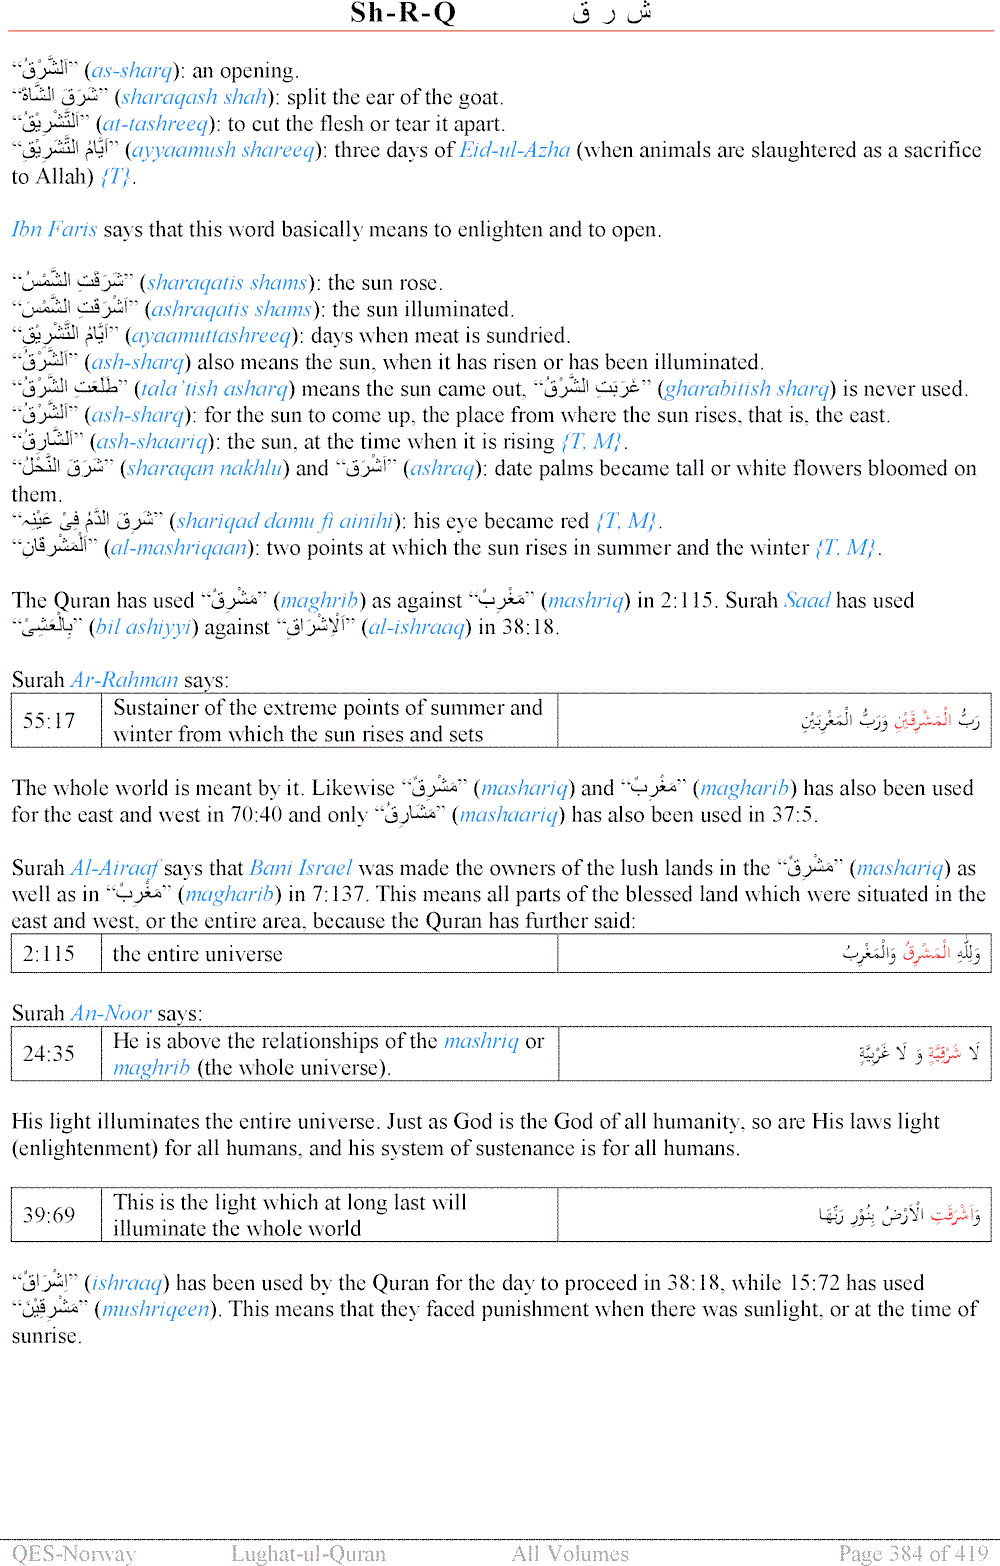 Sh-R-Q ش ر ق
“اَلشَّرْقُ” (as-sharq): an opening.
“شَرَقَ الشَّاۃَ” (sharaqash shah): split the ear of the goat.
“اَلتَّشْرِیْقُ” (at-tashreeq): to cut the flesh or tear it apart.
“اَیَّامُ التَّشْرِیْقِ” (ayyaamush shareeq): three days of Eid-ul-Azha (when animals are slaughtered as a sacrifice
to Allah) {T}.
Ibn Faris says that this word basically means to enlighten and to open.
“شَرَقَتِ الشَّمْسُ” (sharaqatis shams): the sun rose.
“اَشْرَقَتِ الشَّمْسَ” (ashraqatis shams): the sun illuminated.
“اَیَّامُ التَّشْرِیْقِ” (ayaamuttashreeq): days when meat is sundried.
“اَلشَّرْقُ” (ash-sharq) also means the sun, when it has risen or has been illuminated.
“طَلَعَتِ الشَّرْقُ” (tala’tish asharq) means the sun came out, “غَرَبَتِ الشَّرْقُ” (gharabitish sharq) is never used.
“اَلشَّرْقُ” (ash-sharq): for the sun to come up, the place from where the sun rises, that is, the east.
“اَلشَّارِقُ” (ash-shaariq): the sun, at the time when it is rising {T, M}.
“شَرَقَ النَّخْلُ” (sharaqan nakhlu) and “اَشْرَقَ” (ashraq): date palms became tall or white flowers bloomed on
them.
“شَرِقَ الدَّمُ فِیْ عَیْنِہٖ” (shariqad damu fi ainihi): his eye became red {T, M}.
“اَلْمَشْرِقَانِ” (al-mashriqaan): two points at which the sun rises in summer and the winter {T, M}.
The Quran has used “مَشْرِقٌ” (maghrib) as against “مَغْرِبٌ” (mashriq) in 2:115. Surah Saad has used
“بِالْعَشِیْ” (bil ashiyyi) against “اَلْاِشْرَاقِ” (al-ishraaq) in 38:18.
Surah Ar-Rahman says:
55:17 Sustainer of the extreme points of summer and رَبُّ الْمَشْرِقَيْنِ وَرَبُّ الْمَغْرِبَيْنِ
winter from which the sun rises and sets
The whole world is meant by it. Likewise “مَشْرِقٌ” (mashariq) and “مَغْرِبٌ” (magharib) has also been used
for the east and west in 70:40 and only “مَشَارِقُ” (mashaariq) has also been used in 37:5.
Surah Al-Airaaf says that Bani Israel was made the owners of the lush lands in the “مَشْرِقٌ” (mashariq) as
well as in “مَغْرِبٌ” (magharib) in 7:137. This means all parts of the blessed land which were situated in the
east and west, or the entire area, because the Quran has further said:
2:115 the entire universe وَلِلّٰهِ الْمَشْرِقُ وَالْمَغْرِبُ
Surah An-Noor says:
24:35 He is above the relationships of the mashriq or لَا شَرْقِيَّةٍ وَ لَا غَرْبِيَّةٍ
maghrib (the whole universe).
His light illuminates the entire universe. Just as God is the God of all humanity, so are His laws light
(enlightenment) for all humans, and his system of sustenance is for all humans.
39:69 This is the light which at long last will وَاَشْرَقَتِ الْاَرْضُ بِنُوْرِ رَبِّهَا
illuminate the whole world
“اِشْرَاقٌ” (ishraaq) has been used by the Quran for the day to proceed in 38:18, while 15:72 has used
“مَشْرِقِیْنَ” (mushriqeen). This means that they faced punishment when there was sunlight, or at the time of
sunrise.
QES-Norway Lughat-ul-Quran All Volumes Page 384 of 419